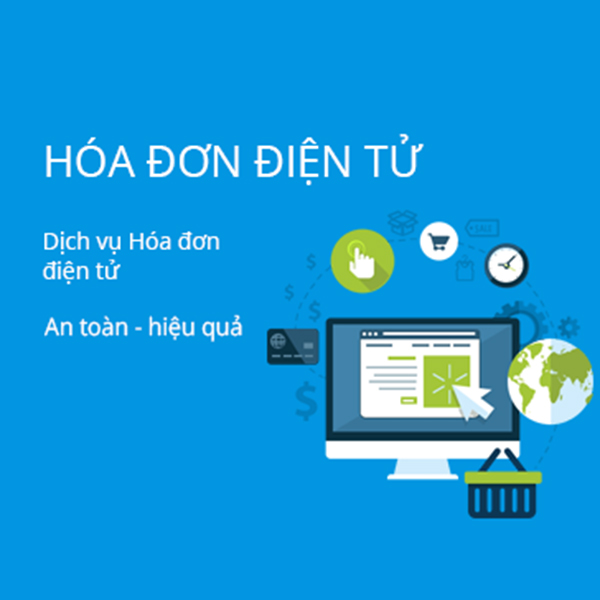 HÓA ĐƠN ĐIỆN TỬ
Dịch vụ Hóa đơn
điện tử
An toàn - hiệu quả
SALE